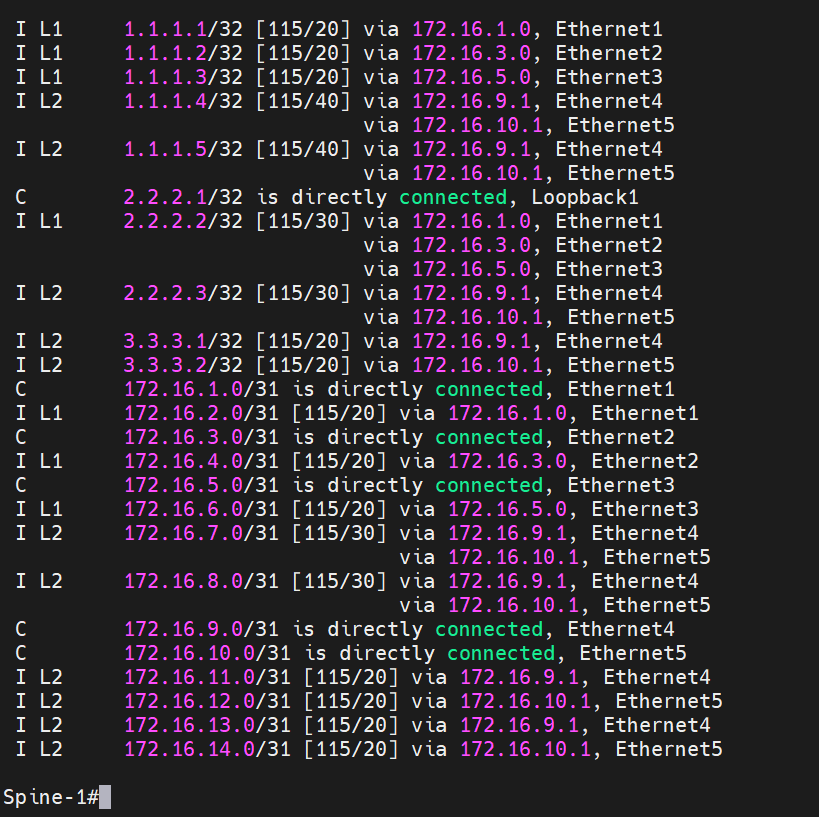 I L1     1.1.1.1/32 [115/20] via 172.16.1.0, Ethernet1
I L1     1.1.1.2/32 [115/20] via 172.16.3.0, Ethernet2
I L1     1.1.1.3/32 [115/20] via 172.16.5.0, Ethernet3
I L2     1.1.1.4/32 [115/40] via 172.16.9.1, Ethernet4
                             via 172.16.10.1, Ethernet5
I L2     1.1.1.5/32 [115/40] via 172.16.9.1, Ethernet4
                             via 172.16.10.1, Ethernet5
C        2.2.2.1/32 is directly connected, Loopback1
I L1     2.2.2.2/32 [115/30] via 172.16.1.0, Ethernet1
                             via 172.16.3.0, Ethernet2
                             via 172.16.5.0, Ethernet3
I L2     2.2.2.3/32 [115/30] via 172.16.9.1, Ethernet4
                             via 172.16.10.1, Ethernet5
I L2     3.3.3.1/32 [115/20] via 172.16.9.1, Ethernet4
I L2     3.3.3.2/32 [115/20] via 172.16.10.1, Ethernet5
C        172.16.1.0/31 is directly connected, Ethernet1
I L1     172.16.2.0/31 [115/20] via 172.16.1.0, Ethernet1
C        172.16.3.0/31 is directly connected, Ethernet2
I L1     172.16.4.0/31 [115/20] via 172.16.3.0, Ethernet2
C        172.16.5.0/31 is directly connected, Ethernet3
I L1     172.16.6.0/31 [115/20] via 172.16.5.0, Ethernet3
I L2     172.16.7.0/31 [115/30] via 172.16.9.1, Ethernet4
                                via 172.16.10.1, Ethernet5
I L2     172.16.8.0/31 [115/30] via 172.16.9.1, Ethernet4
                                via 172.16.10.1, Ethernet5
C        172.16.9.0/31 is directly connected, Ethernet4
C        172.16.10.0/31 is directly connected, Ethernet5
I L2     172.16.11.0/31 [115/20] via 172.16.9.1, Ethernet4
I L2     172.16.12.0/31 [115/20] via 172.16.10.1, Ethernet5
I L2     172.16.13.0/31 [115/20] via 172.16.9.1, Ethernet4
I L2     172.16.14.0/31 [115/20] via 172.16.10.1, Ethernet5
Spine-1#